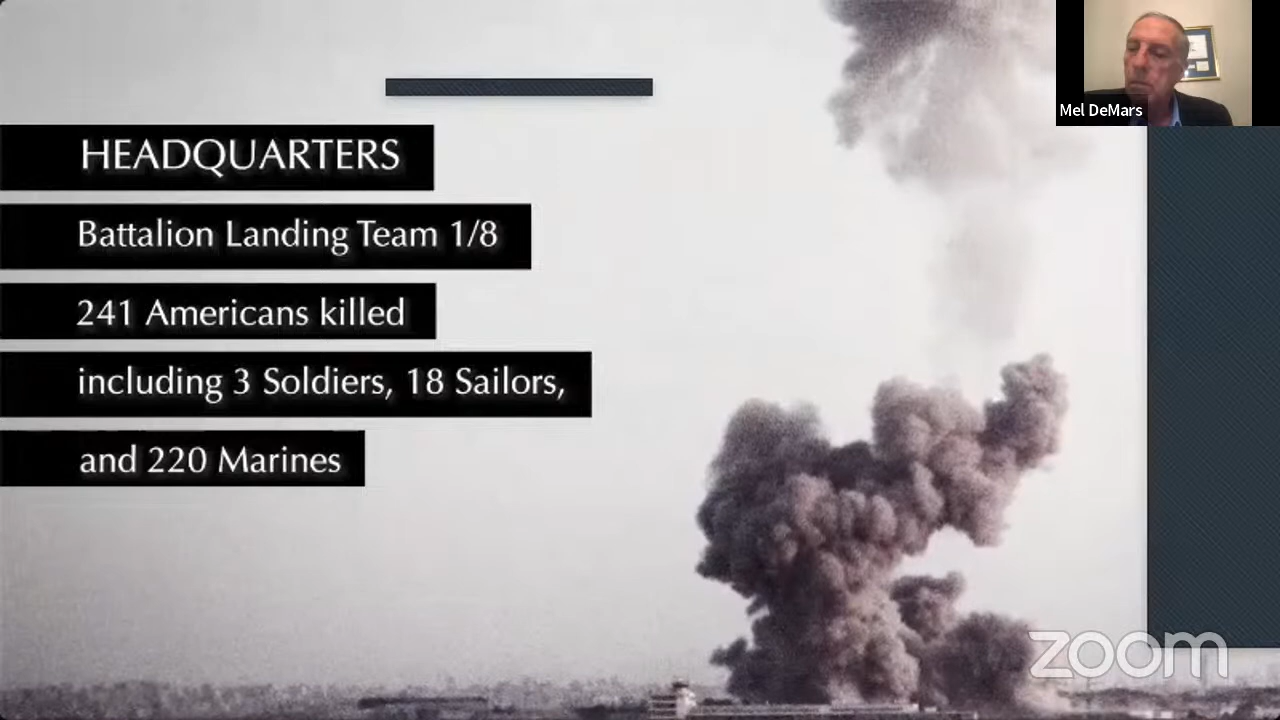 HEADQUARTERS
Battalion Landing Team 1/8
241 Americans killed
including 3 Soldiers, 18 Sailors,
and 220 Marines
Mel DeMars
zoom